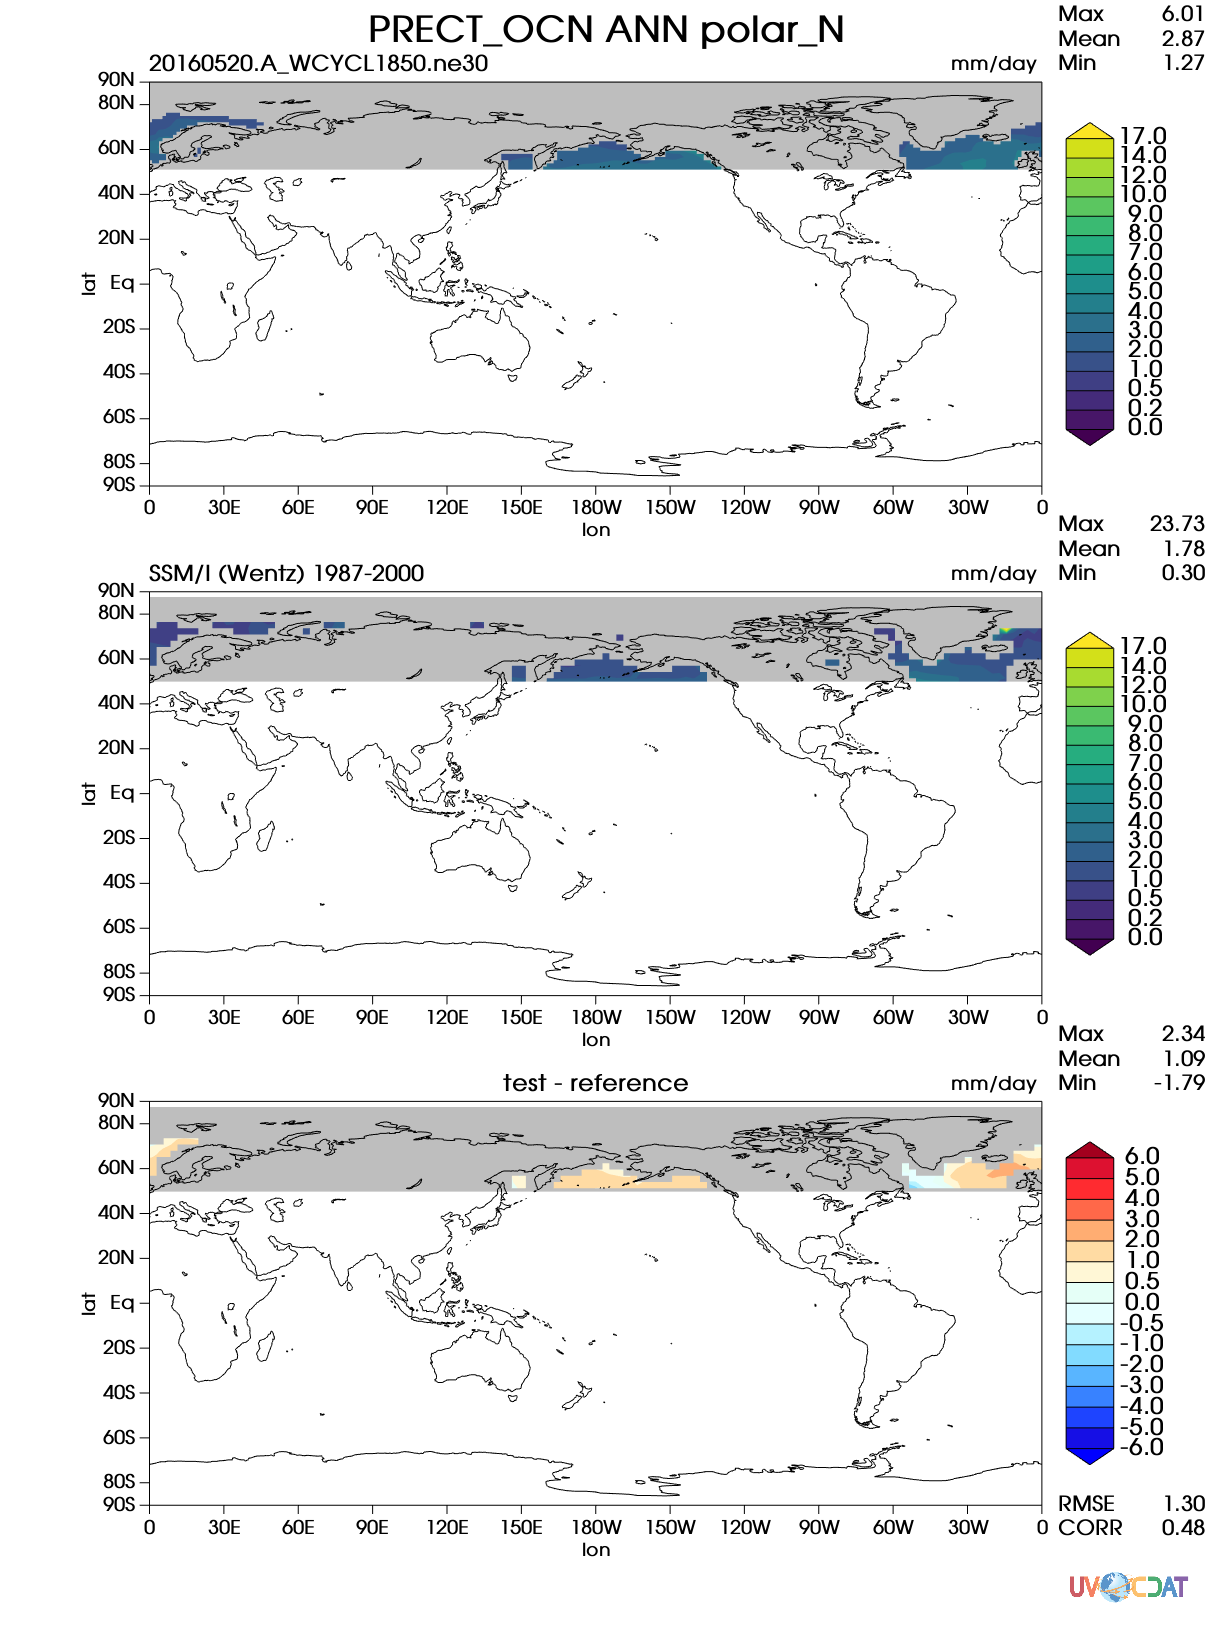 PRECT_OCN ANN polar_N
Max 6.01
Mean 2.87
Min 1.27
20160520.A_WCYCL1850.ne30 mm/day
90N
80N
60N
40N
20N
Eq
20S
40S
60S
80S
90S
lat
0 30E 60E 90E 120E 150E 180W 150W 120W 90W 60W 30W 0
lon
17.0
14.0
12.0
10.0
9.0
8.0
7.0
6.0
5.0
4.0
3.0
2.0
1.0
0.5
0.2
0.0
Max 23.73
Mean 1.78
Min 0.30
SSM/I (Wentz) 1987-2000 mm/day
90N
80N
60N
40N
20N
Eq
20S
40S
60S
80S
90S
lat
0 30E 60E 90E 120E 150E 180W 150W 120W 90W 60W 30W 0
lon
17.0
14.0
12.0
10.0
9.0
8.0
7.0
6.0
5.0
4.0
3.0
2.0
1.0
0.5
0.2
0.0
Max 2.34
Mean 1.09
Min -1.79
test - reference mm/day
90N
80N
60N
40N
20N
Eq
20S
40S
60S
80S
90S
lat
0 30E 60E 90E 120E 150E 180W 150W 120W 90W 60W 30W 0
lon
6.0
5.0
4.0
3.0
2.0
1.0
0.5
0.0
-0.5
-1.0
-2.0
-3.0
-4.0
-5.0
-6.0
RMSE 1.30
CORR 0.48
UV CDAT